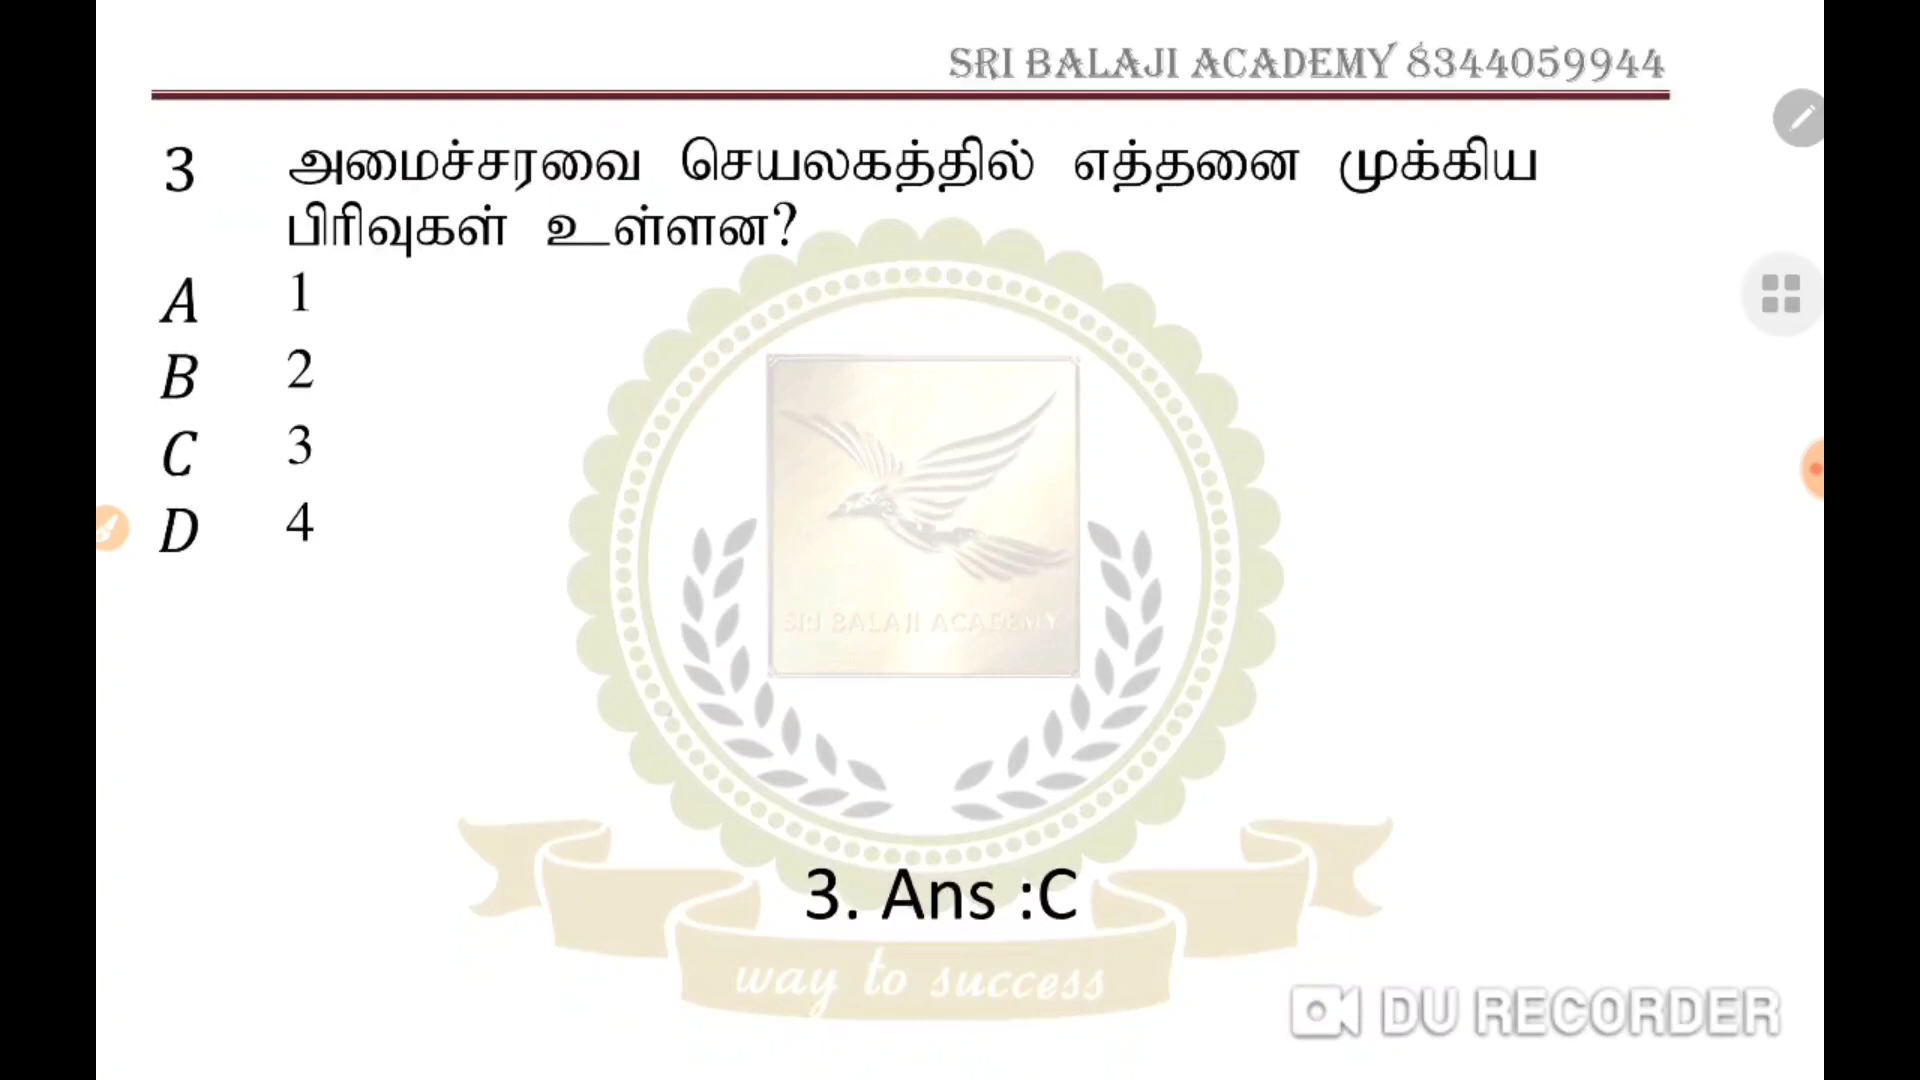 SRI BALAJI ACADEMY 8344059944
3 அமைச்சரவை செயலகத்தில் எத்தனை முக்கிய
பிரிவுகள் உள்ளன?
A 1
B 2
C 3
D 4
SRI BALAJI ACADEMY
3. Ans :C
way to success
DU RECORDER